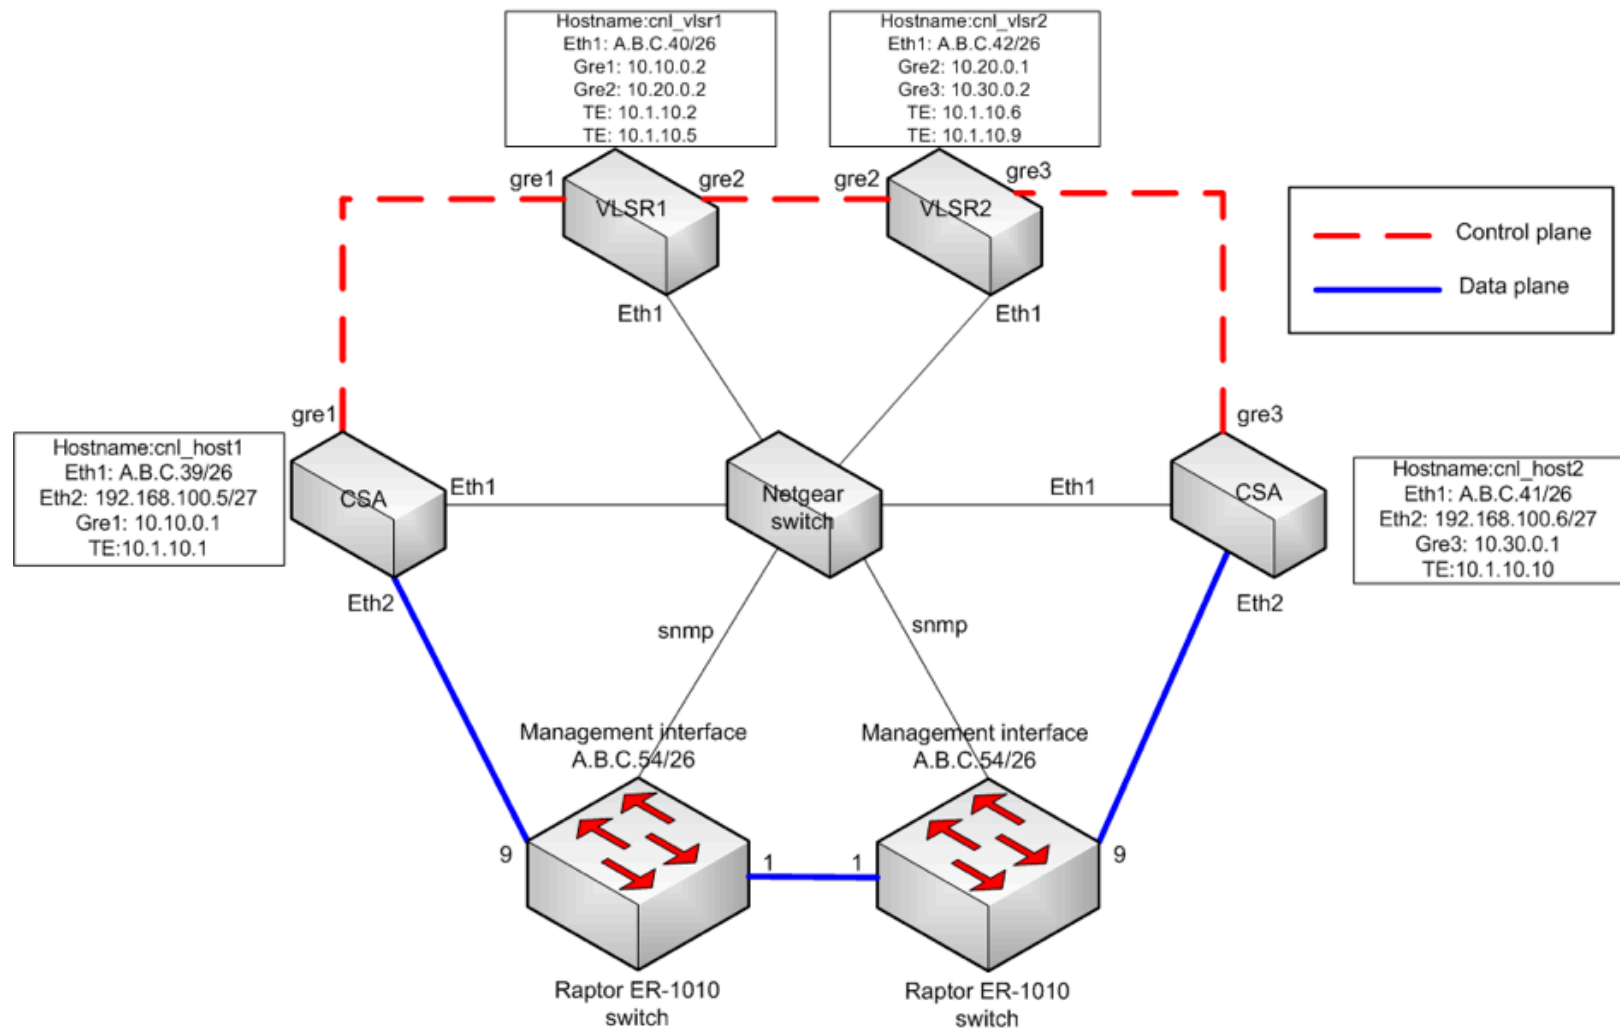 Hostname:cnl_vlsr1
Eth1: A.B.C.40/26
Gre1: 10.10.0.2
Gre2: 10.20.0.2
TE: 10.1.10.2
TE: 10.1.10.5
Hostname:cnl_vlsr2
Eth1: A.B.C.42/26
Gre2: 10.20.0.1
Gre3: 10.30.0.2
TE: 10.1.10.6
TE: 10.1.10.9
gre1
VLSR1
gre2
gre2
VLSR2
gre3
Control plane
Data plane
Eth1
Eth1
gre1
gre3
Hostname:cnl_host1
Eth1: A.B.C.39/26
Eth2: 192.168.100.5/27
Gre1: 10.10.0.1
TE:10.1.10.1
CSA
Eth1
Netgear
switch
Eth1
CSA
Hostname:cnl_host2
Eth1: A.B.C.41/26
Eth2: 192.168.100.6/27
Gre3: 10.30.0.1
TE:10.1.10.10
Eth2
Eth2
snmp
snmp
Management interface
A.B.C.54/26
Management interface
A.B.C.54/26
9
1
1
9
Raptor ER-1010
switch
Raptor ER-1010
switch